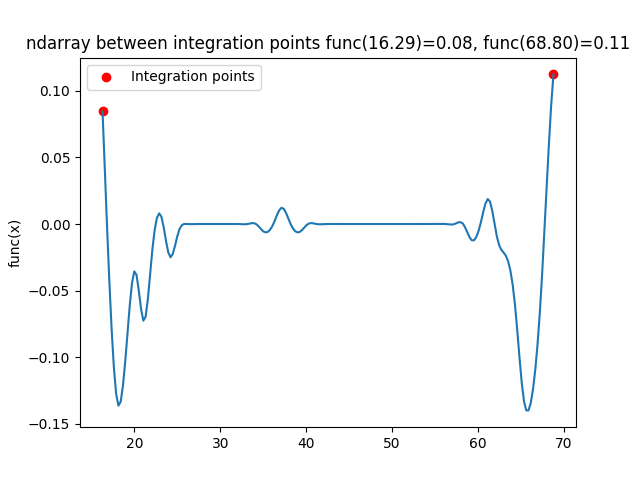 ndarray between integration points func(16.29)=0.08, func(68.80)=0.11
Integration points
0.10
0.05
0.00
−0.05
−0.10
−0.15
func(x)
20 30 40 50 60 70